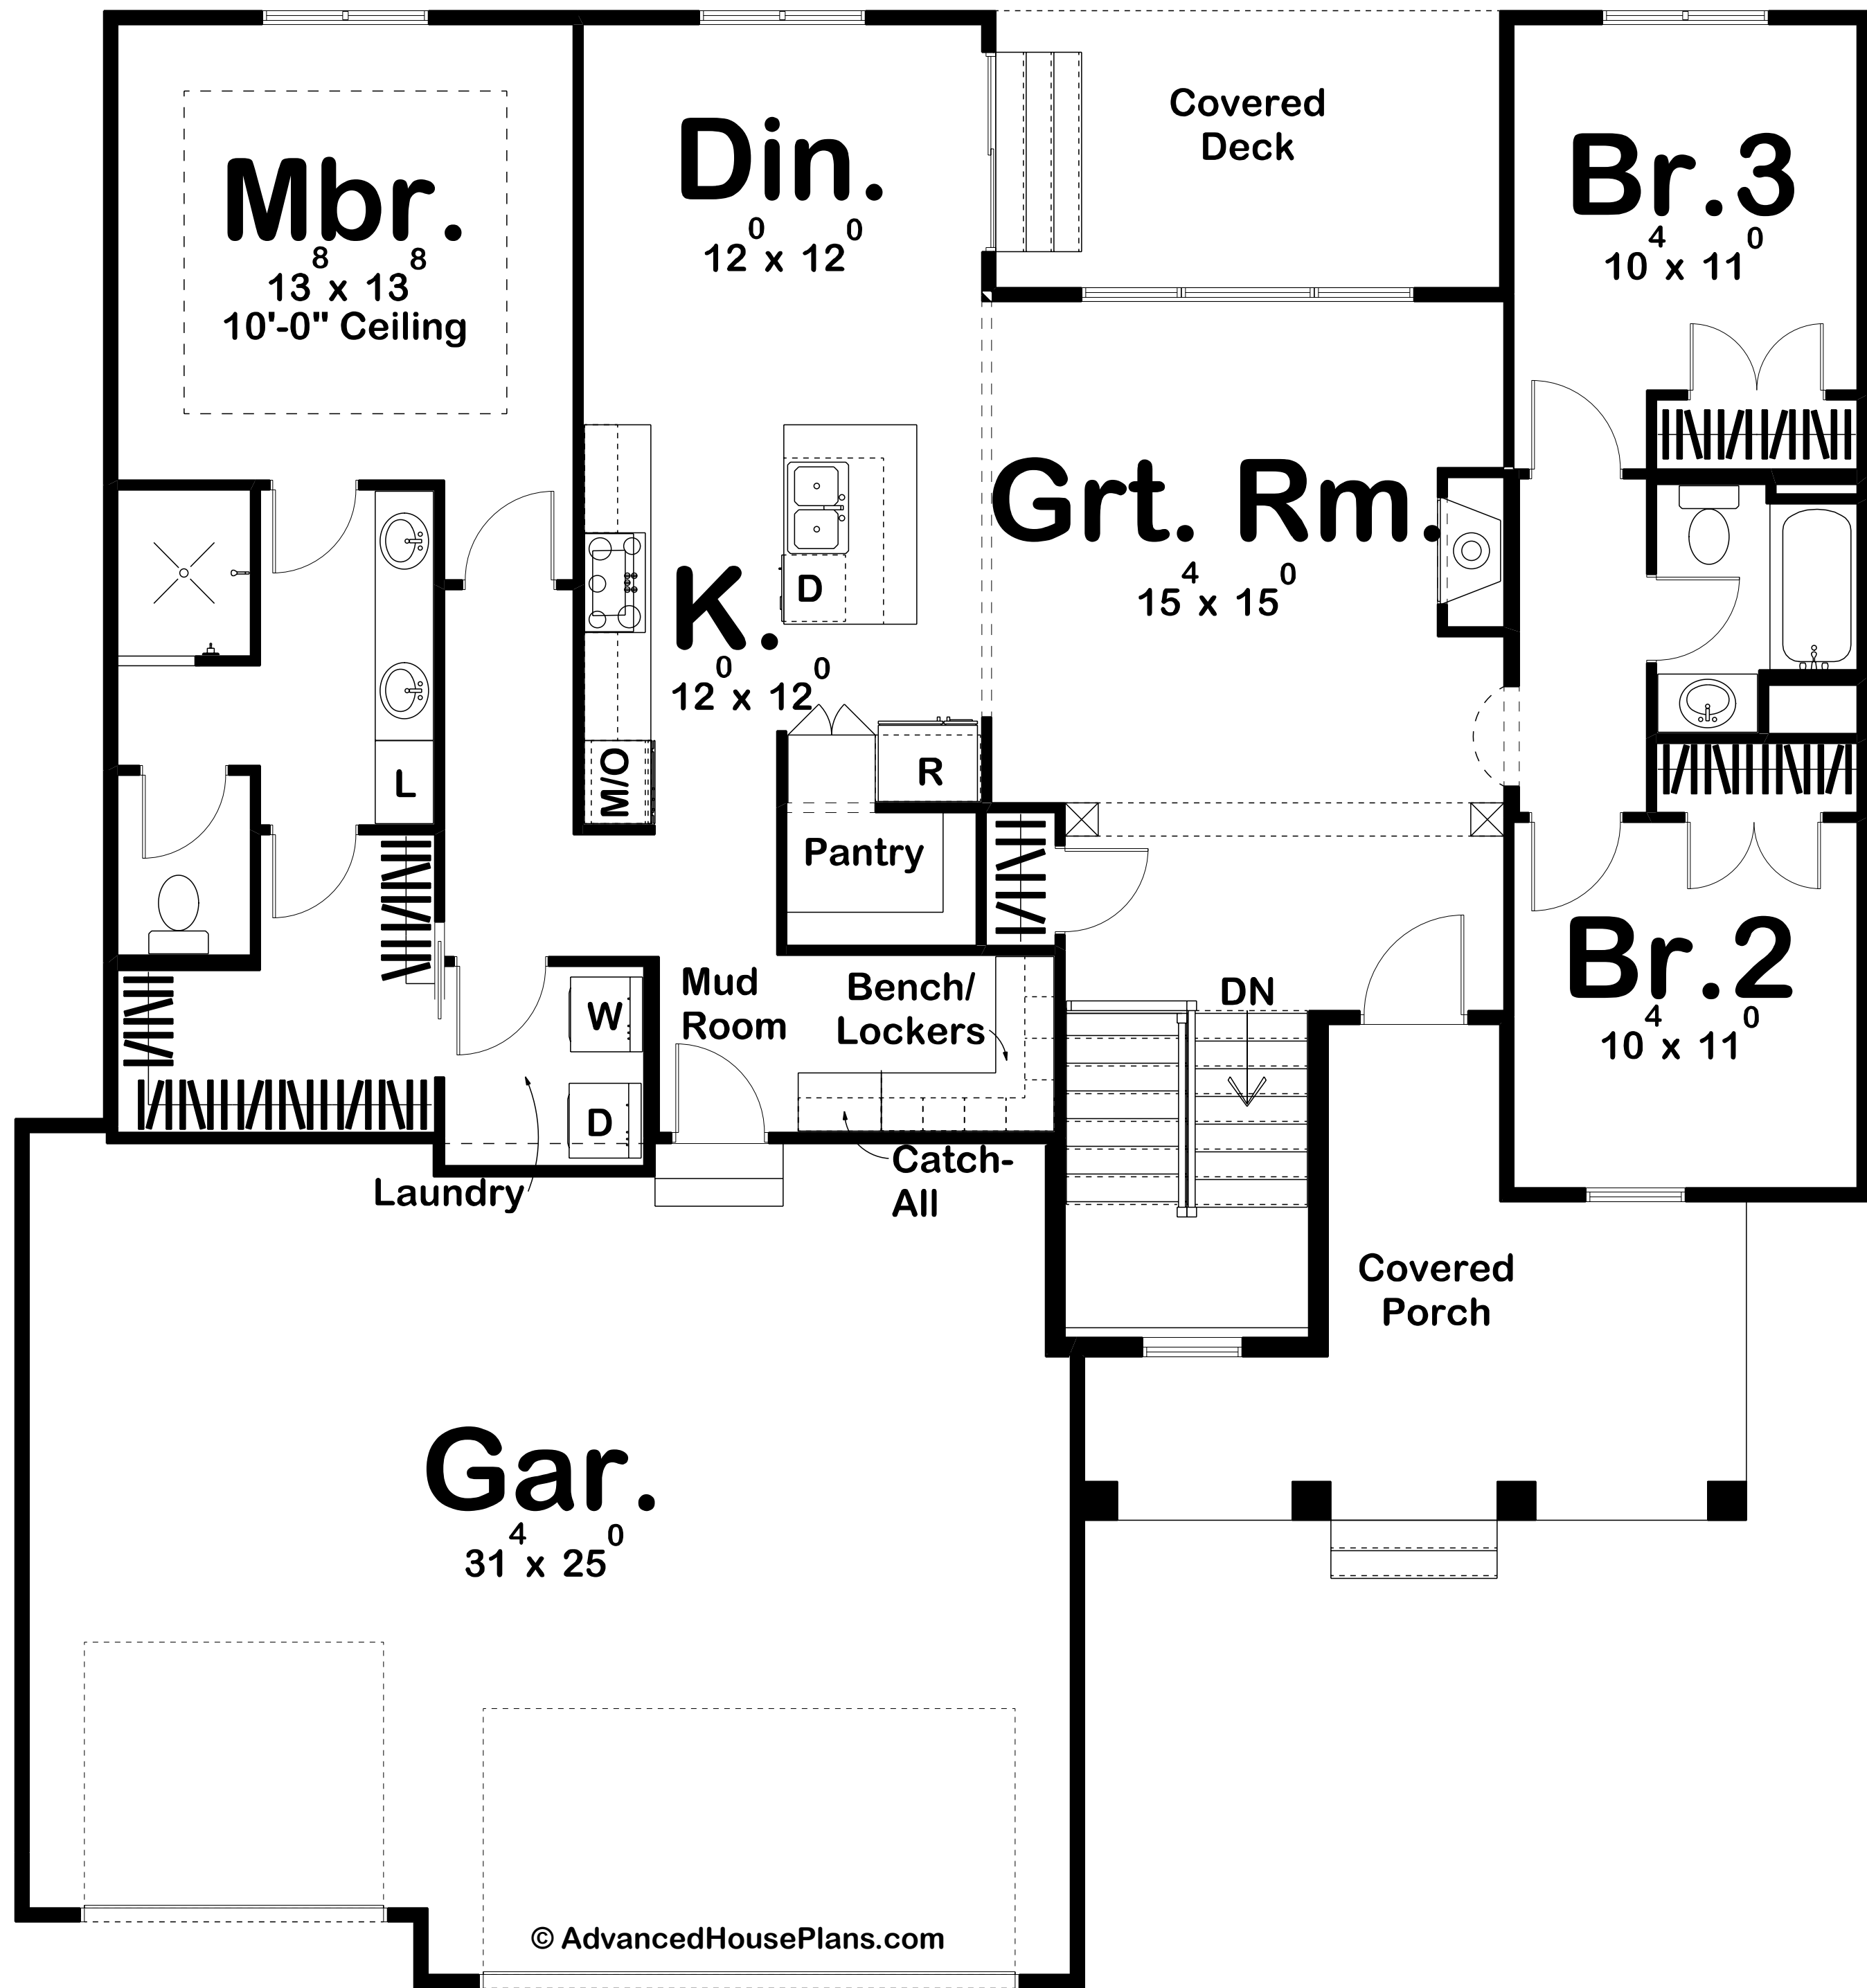 Covered
Deck
Mbr.
13⁸ x 13⁸
10'-0" Ceiling
Din.
12⁰ x 12⁰
Br.3
10⁴ x 11⁰
Grt. Rm.
15⁴ x 15⁰
K.
12⁰ x 12⁰
D
M/O
R
L
Pantry
Br.2
10⁴ x 11⁰
Mud
Room
Bench/
Lockers
DN
W
D
Laundry
Catch-
All
Covered
Porch
Gar.
31⁴ x 25⁰
© AdvancedHousePlans.com